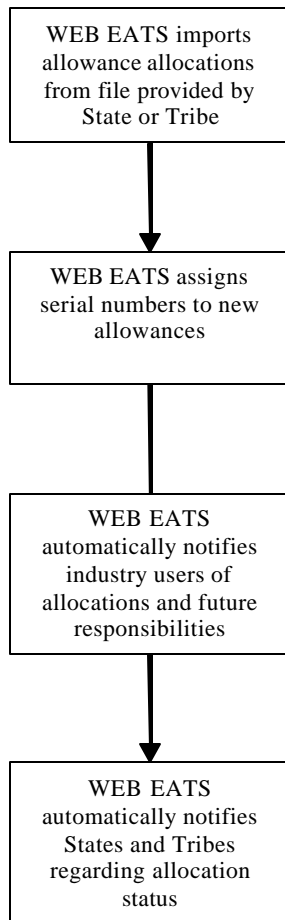 WEB EATS imports
allowance allocations
from file provided by
State or Tribe
WEB EATS assigns
serial numbers to new
allowances
WEB EATS
automatically notifies
industry users of
allocations and future
responsibilities
WEB EATS
automatically notifies
States and Tribes
regarding allocation
status